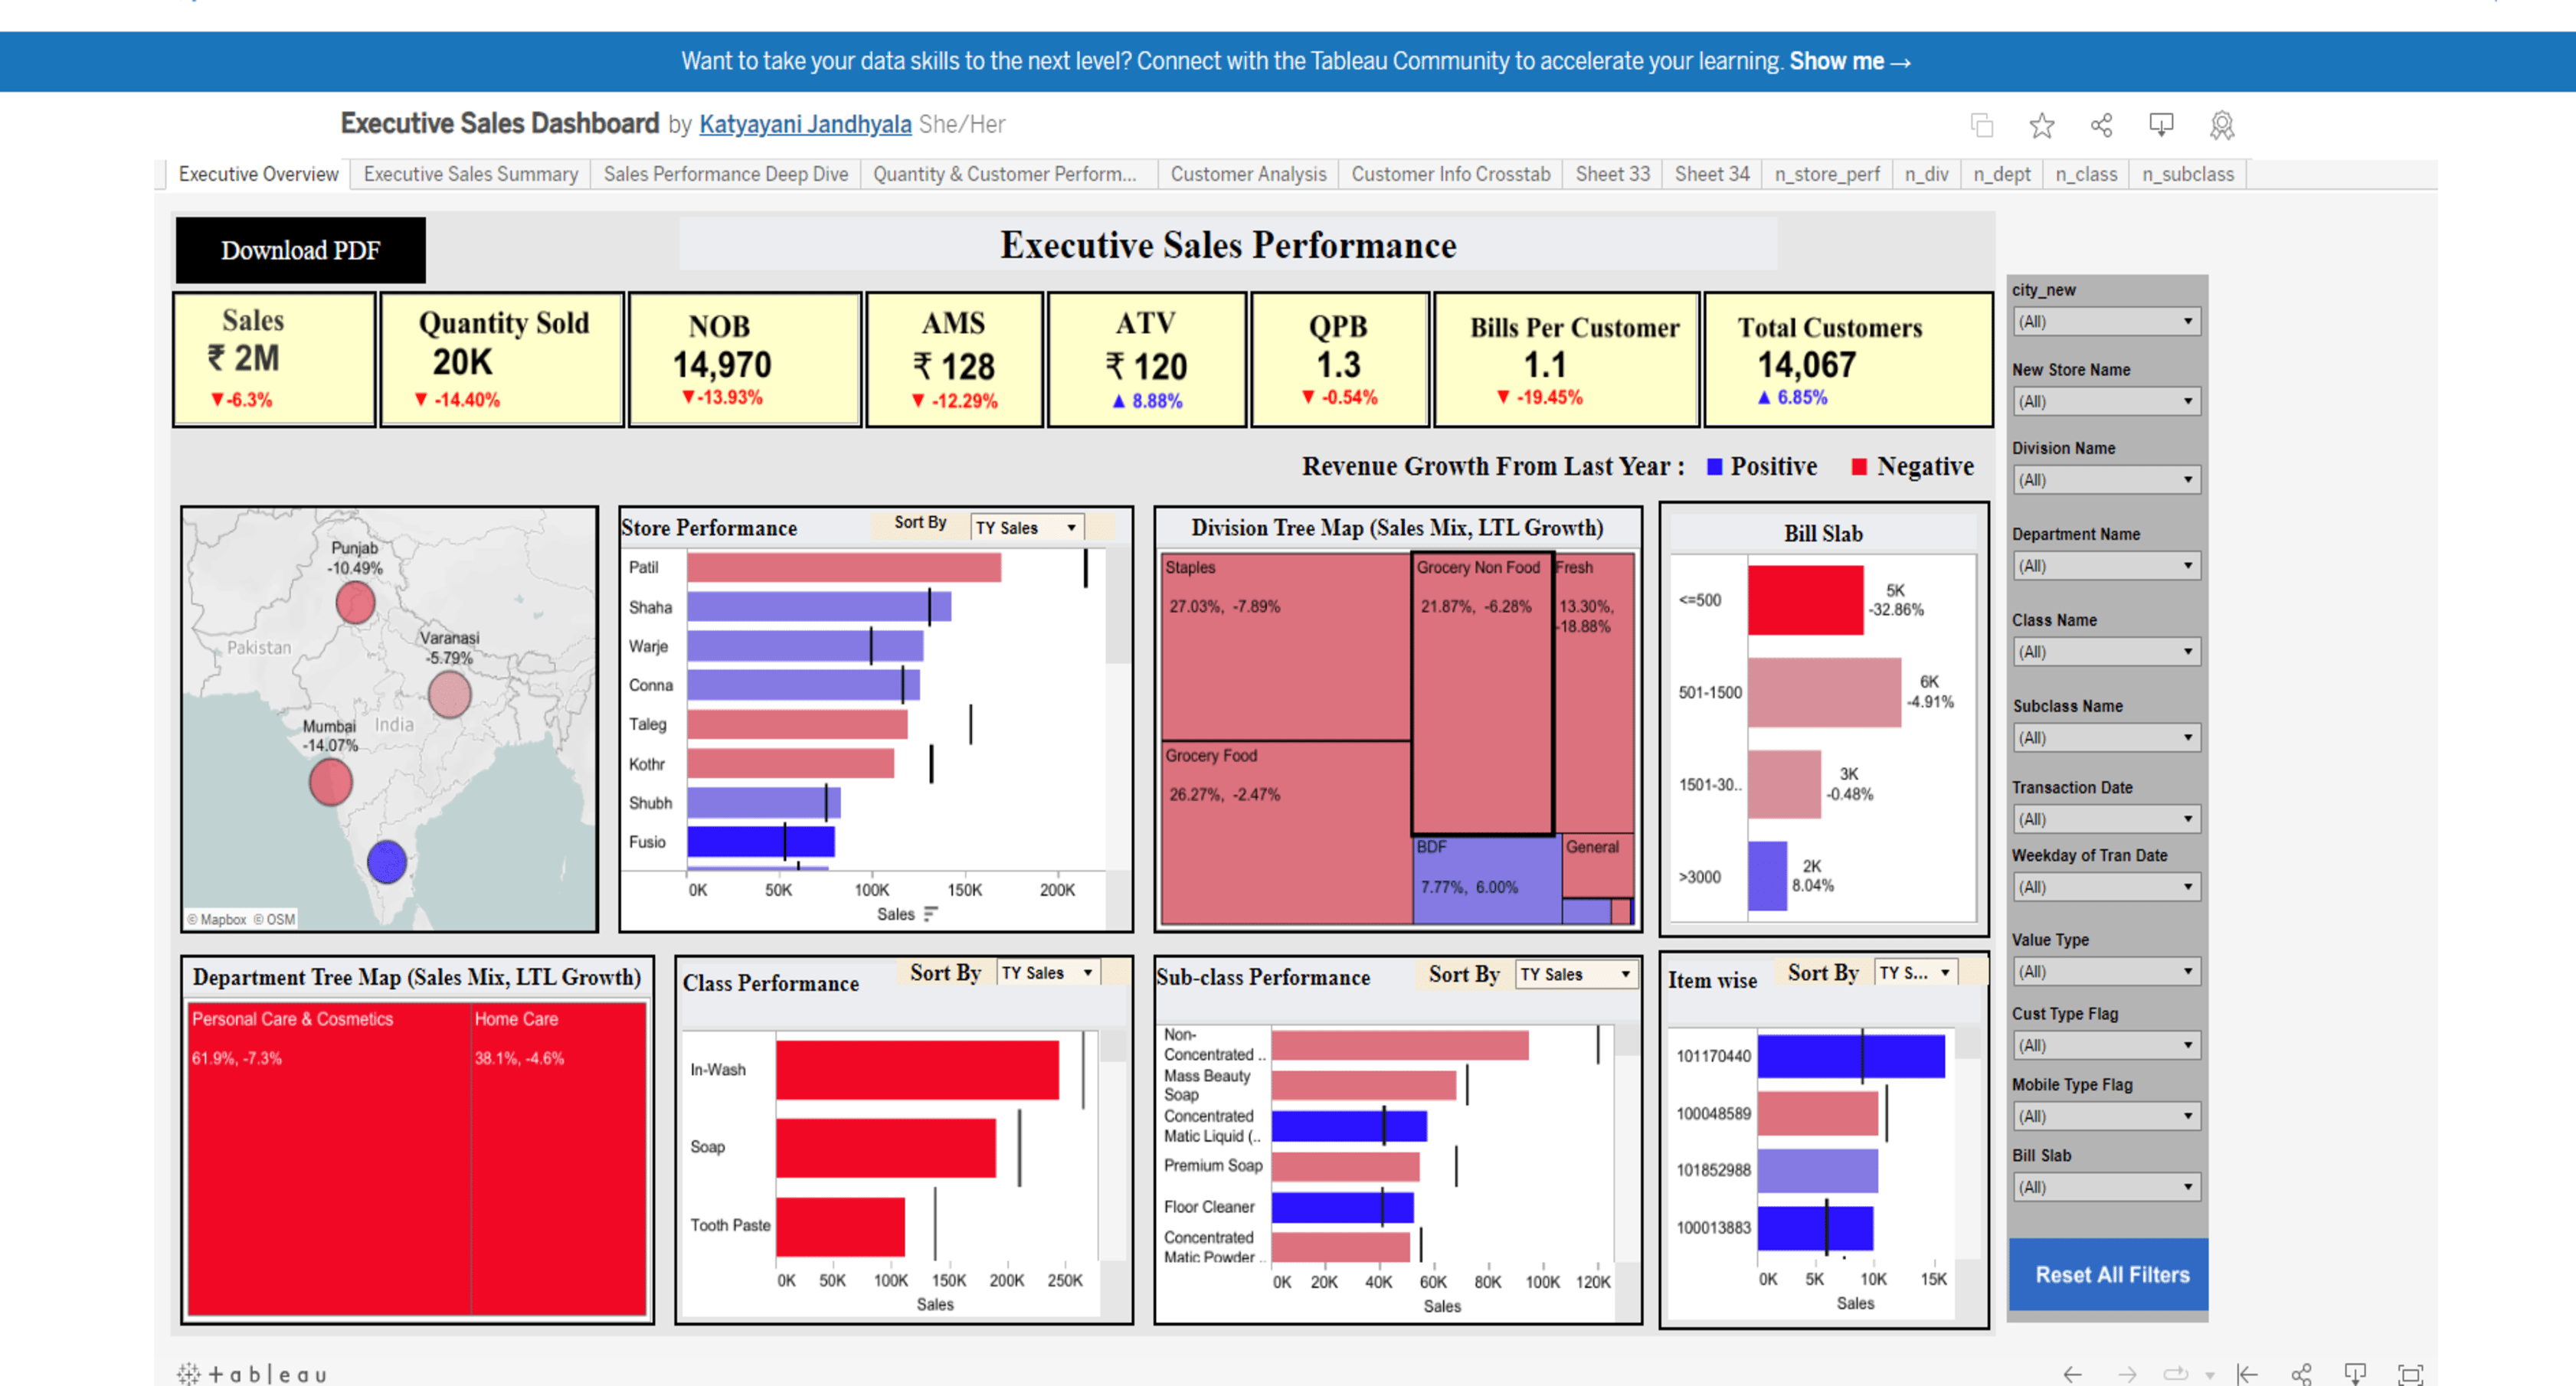 Want to take your data skills to the next level? Connect with the Tableau Community to accelerate your learning. Show me →
Executive Sales Dashboard by Katyayani Jandhyala She/Her
Executive Overview Executive Sales Summary Sales Performance Deep Dive Quantity & Customer Perform... Customer Analysis Customer Info Crosstab Sheet 33 Sheet 34 n_store_perf n_div n_dept n_class n_subclass
Download PDF
Executive Sales Performance
Sales
₹ 2M
▼-6.3%
Quantity Sold
20K
▼ -14.40%
NOB
14,970
▼-13.93%
AMS
₹ 128
▼ -12.29%
ATV
₹ 120
▲ 8.88%
QPB
1.3
▼ -0.54%
Bills Per Customer
1.1
▼ -19.45%
Total Customers
14,067
▲ 6.85%
Revenue Growth From Last Year : Positive Negative
Punjab
-10.49%
Pakistan
Varanasi
-5.79%
Mumbai
-14.07%
India
© Mapbox © OSM
Store Performance
Sort By TY Sales
Patil
Shaha
Warje
Conna
Taleg
Kothr
Shubh
Fusio
0K 50K 100K 150K 200K
Sales
Division Tree Map (Sales Mix, LTL Growth)
Staples
27.03%, -7.89%
Grocery Non Food
21.87%, -6.28%
Fresh
13.30%,
-18.88%
Grocery Food
26.27%, -2.47%
BDF
7.77%, 6.00%
General
Bill Slab
<=500
5K
-32.86%
501-1500
6K
-4.91%
1501-30..
3K
-0.48%
>3000
2K
8.04%
Department Tree Map (Sales Mix, LTL Growth)
Personal Care & Cosmetics
61.9%, -7.3%
Home Care
38.1%, -4.6%
Class Performance
Sort By TY Sales
In-Wash
Soap
Tooth Paste
0K 50K 100K 150K 200K 250K
Sales
Sub-class Performance
Sort By TY Sales
Non-
Concentrated ..
Mass Beauty
Soap
Concentrated
Matic Liquid (..
Premium Soap
Floor Cleaner
Concentrated
Matic Powder ..
0K 20K 40K 60K 80K 100K 120K
Sales
Item wise
Sort By TY S...
101170440
100048589
101852988
100013883
0K 5K 10K 15K
Sales
city_new
(All)
New Store Name
(All)
Division Name
(All)
Department Name
(All)
Class Name
(All)
Subclass Name
(All)
Transaction Date
(All)
Weekday of Tran Date
(All)
Value Type
(All)
Cust Type Flag
(All)
Mobile Type Flag
(All)
Bill Slab
(All)
Reset All Filters
+ a b l e a u